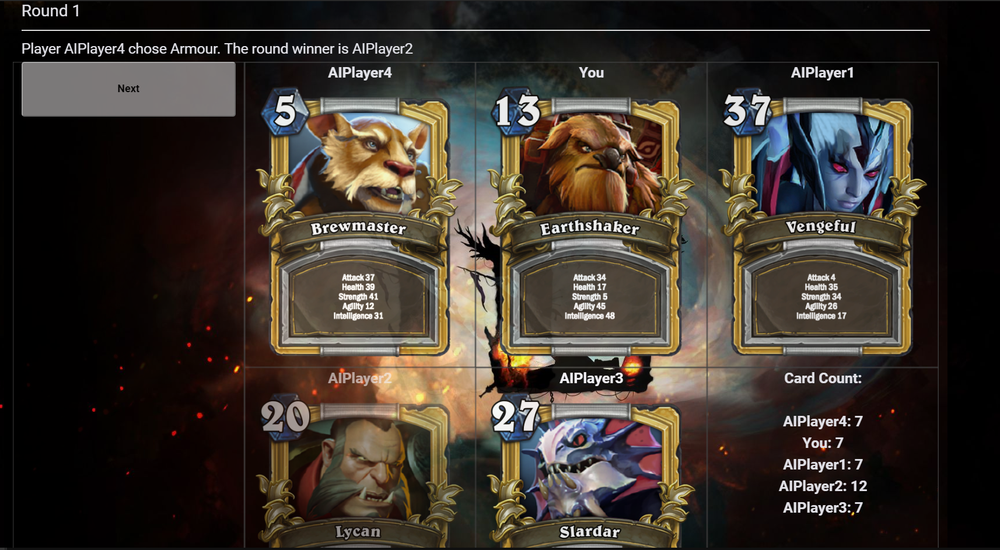 Round 1
Player AIPlayer4 chose Armour. The round winner is AIPlayer2
Next
AIPlayer4
5
Brewmaster
Attack 37
Health 39
Strength 41
Agility 12
Intelligence 31
You
13
Earthshaker
Attack 34
Health 17
Strength 5
Agility 45
Intelligence 48
AIPlayer1
37
Vengeful
Attack 4
Health 35
Strength 34
Agility 26
Intelligence 17
AIPlayer2
20
Lycan
AIPlayer3
27
Slardar
Card Count:
AIPlayer4: 7
You: 7
AIPlayer1: 7
AIPlayer2: 12
AIPlayer3: 7